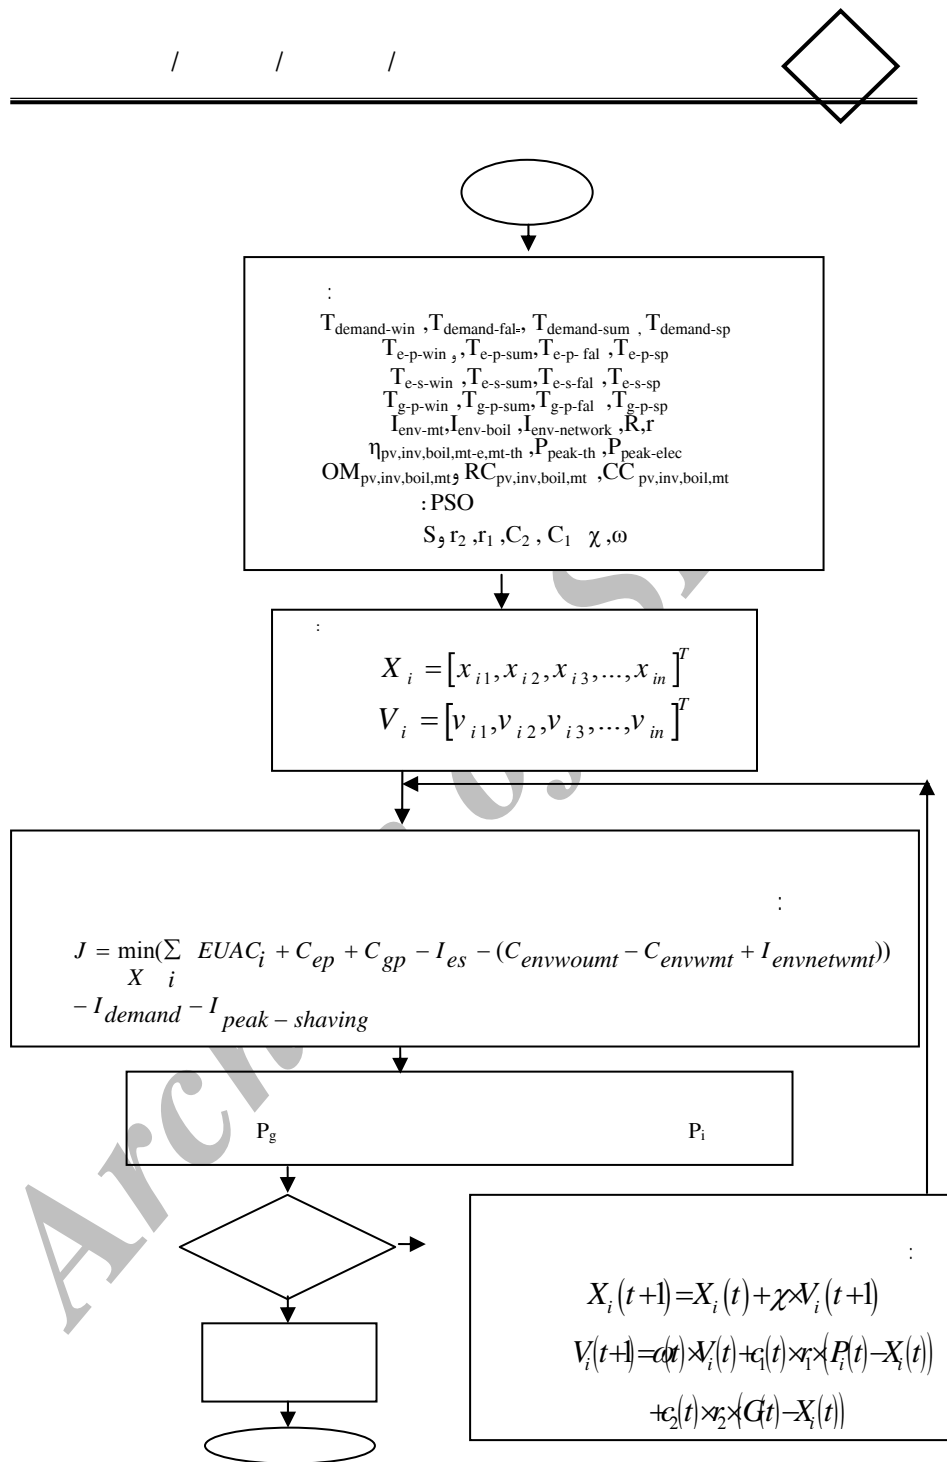 / / /
:
T_demand-win ,T_demand-fal-, T_demand-sum , T_demand-sp
T_e-p-win و ,T_e-p-sum,T_e-p- fal ,T_e-p-sp
T_e-s-win ,T_e-s-sum,T_e-s-fal ,T_e-s-sp
T_g-p-win ,T_g-p-sum,T_g-p-fal ,T_g-p-sp
I_env-mt,I_env-boil ,I_env-network ,R,r
η_pv,inv,boil,mt-e,mt-th ,P_peak-th ,P_peak-elec
OM_pv,inv,boil,mt و RC_pv,inv,boil,mt ,CC_pv,inv,boil,mt
: PSO
S و r_2 ,r_1 ,C_2 , C_1 χ ,ω
:
X_i = [x_i1, x_i2, x_i3, ..., x_in]^T
V_i = [v_i1, v_i2, v_i3, ..., v_in]^T
:
J = min(∑ EUAC_i + C_ep + C_gp − I_es − (C_envwoumt − C_envwmt + I_envnetwmt))
X i
− I_demand − I_peak − shaving
P_g P_i
:
X_i(t+1)=X_i(t)+χ×V_i(t+1)
V_i(t+1)=ω(t)×V_i(t)+c_1(t)×r_1×(P_i(t)−X_i(t))
+c_2(t)×r_2×(G(t)−X_i(t))
Archive of SI